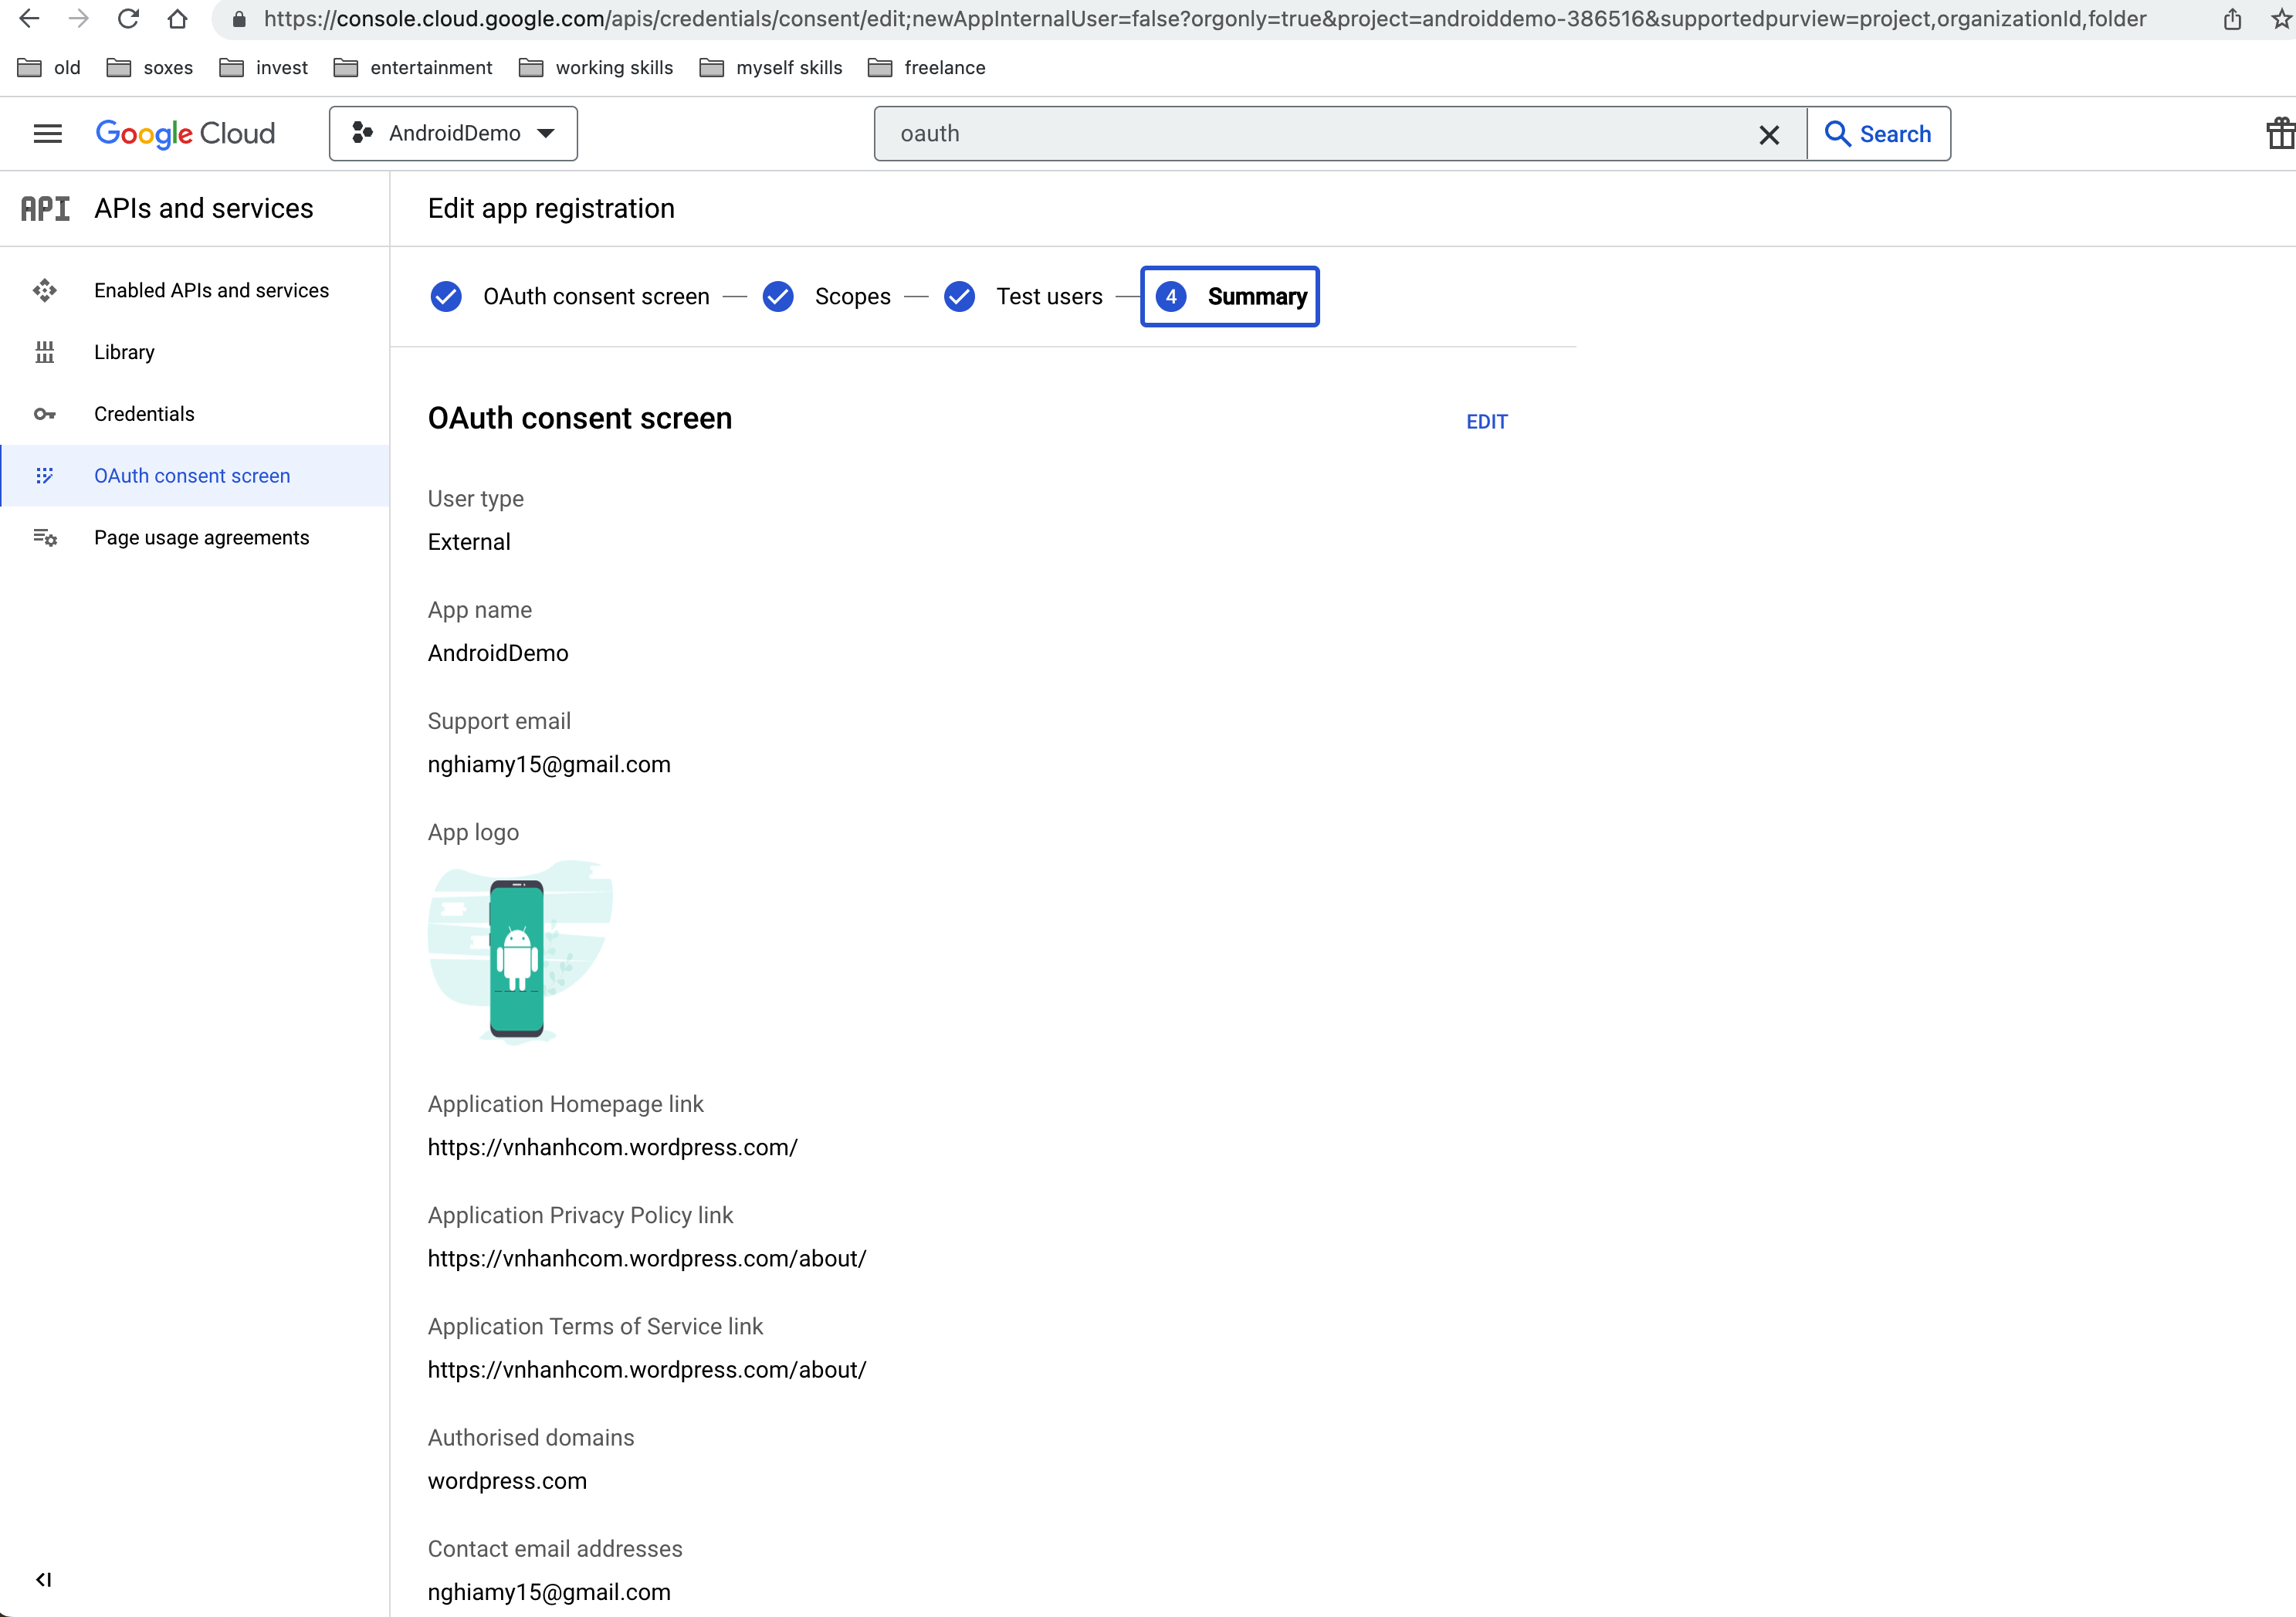 https://console.cloud.google.com/apis/credentials/consent/edit;newAppInternalUser=false?orgonly=true&project=androiddemo-386516&supportedpurview=project,organizationId,folder
old soxes invest entertainment working skills myself skills freelance
Google Cloud AndroidDemo oauth Search
API APIs and services
Edit app registration
Enabled APIs and services
Library
Credentials
OAuth consent screen
Page usage agreements
OAuth consent screen Scopes Test users 4 Summary
OAuth consent screen EDIT
User type
External
App name
AndroidDemo
Support email
nghiamy15@gmail.com
App logo
Application Homepage link
https://vnhanhcom.wordpress.com/
Application Privacy Policy link
https://vnhanhcom.wordpress.com/about/
Application Terms of Service link
https://vnhanhcom.wordpress.com/about/
Authorised domains
wordpress.com
Contact email addresses
nghiamy15@gmail.com